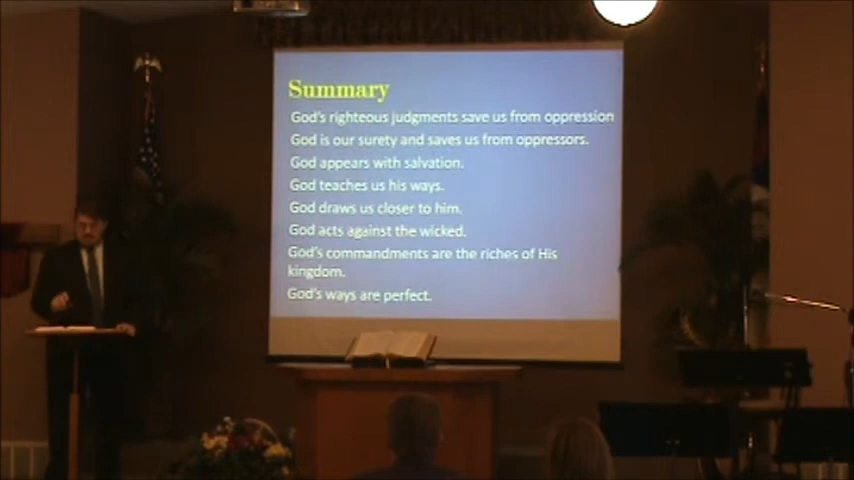 Summary
God's righteous judgments save us from oppression
God is our surety and saves us from oppressors.
God appears with salvation.
God teaches us his ways.
God draws us closer to him.
God acts against the wicked.
God's commandments are the riches of His
kingdom.
God's ways are perfect.